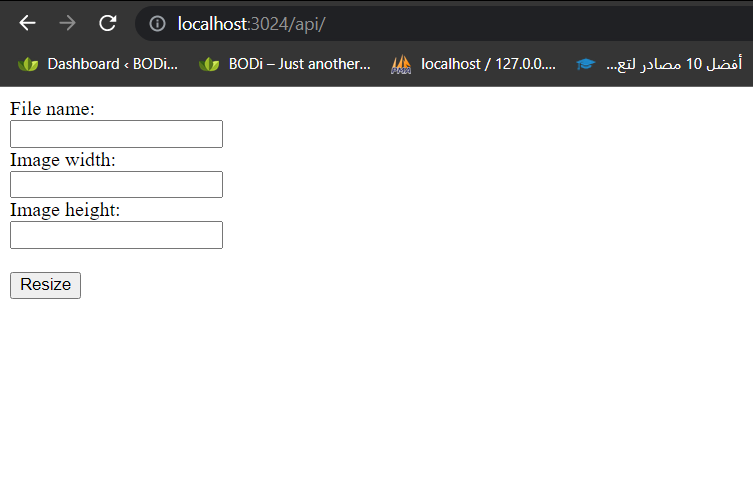 localhost:3024/api/
Dashboard ‹ BODi...
BODi – Just another...
localhost / 127.0.0....
أفضل 10 مصادر لتع...
File name:
Image width:
Image height:
Resize